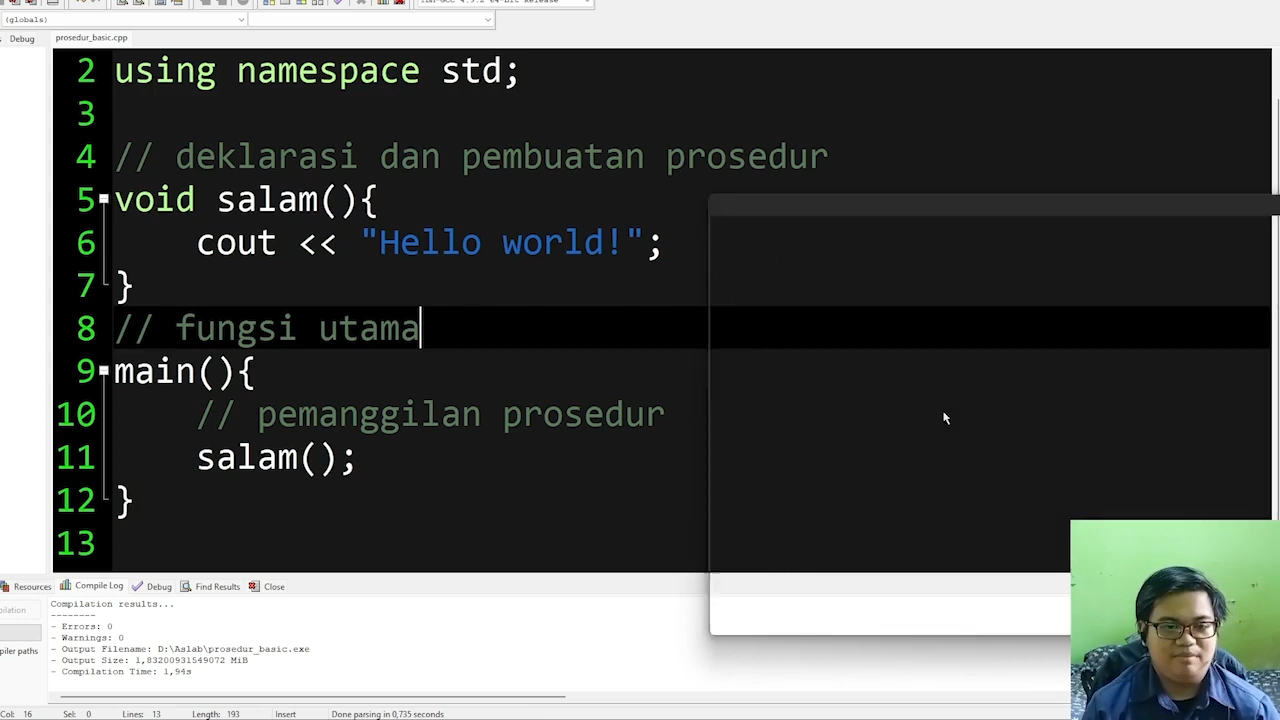 (globals)
Debug
prosedur_basic.cpp
2 using namespace std;
3
4 // deklarasi dan pembuatan prosedur
5 void salam(){
6 cout << "Hello world!";
7 }
8 // fungsi utama
9 main(){
10 // pemanggilan prosedur
11 salam();
12 }
13
Resources Compile Log Debug Find Results Close
Compilation results...
--------
- Errors: 0
- Warnings: 0
- Output Filename: D:\Aslab\prosedur_basic.exe
- Output Size: 1,83200931549072 MiB
- Compilation Time: 1,94s
Col: 16 Sel: 0 Lines: 13 Length: 193 Insert Done parsing in 0,735 seconds